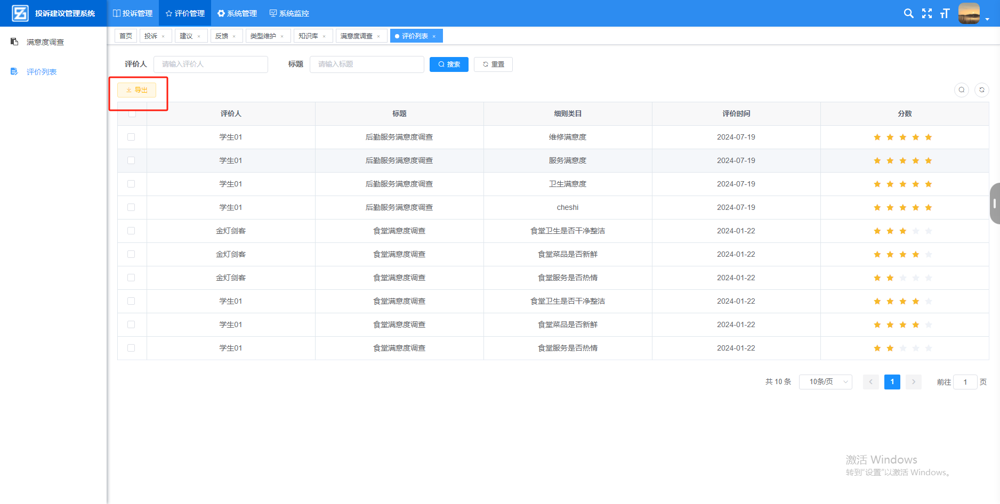 投诉建议管理系统 投诉管理 评价管理 系统管理 系统监控
首页 投诉 × 建议 × 反馈 × 类型维护 × 知识库 × 满意度调查 × 评价列表 ×
满意度调查
评价列表
评价人 请输入评价人 标题 请输入标题 搜索 重置
导出
评价人 标题 细则类目 评价时间 分数
学生01 后勤服务满意度调查 维修满意度 2024-07-19
学生01 后勤服务满意度调查 服务满意度 2024-07-19
学生01 后勤服务满意度调查 卫生满意度 2024-07-19
学生01 后勤服务满意度调查 cheshi 2024-07-19
金灯剑客 食堂满意度调查 食堂卫生是否干净整洁 2024-01-22
金灯剑客 食堂满意度调查 食堂菜品是否新鲜 2024-01-22
金灯剑客 食堂满意度调查 食堂服务是否热情 2024-01-22
学生01 食堂满意度调查 食堂卫生是否干净整洁 2024-01-22
学生01 食堂满意度调查 食堂菜品是否新鲜 2024-01-22
学生01 食堂满意度调查 食堂服务是否热情 2024-01-22
共 10 条 10条/页 1 前往 1 页
激活 Windows
转到“设置”以激活 Windows。